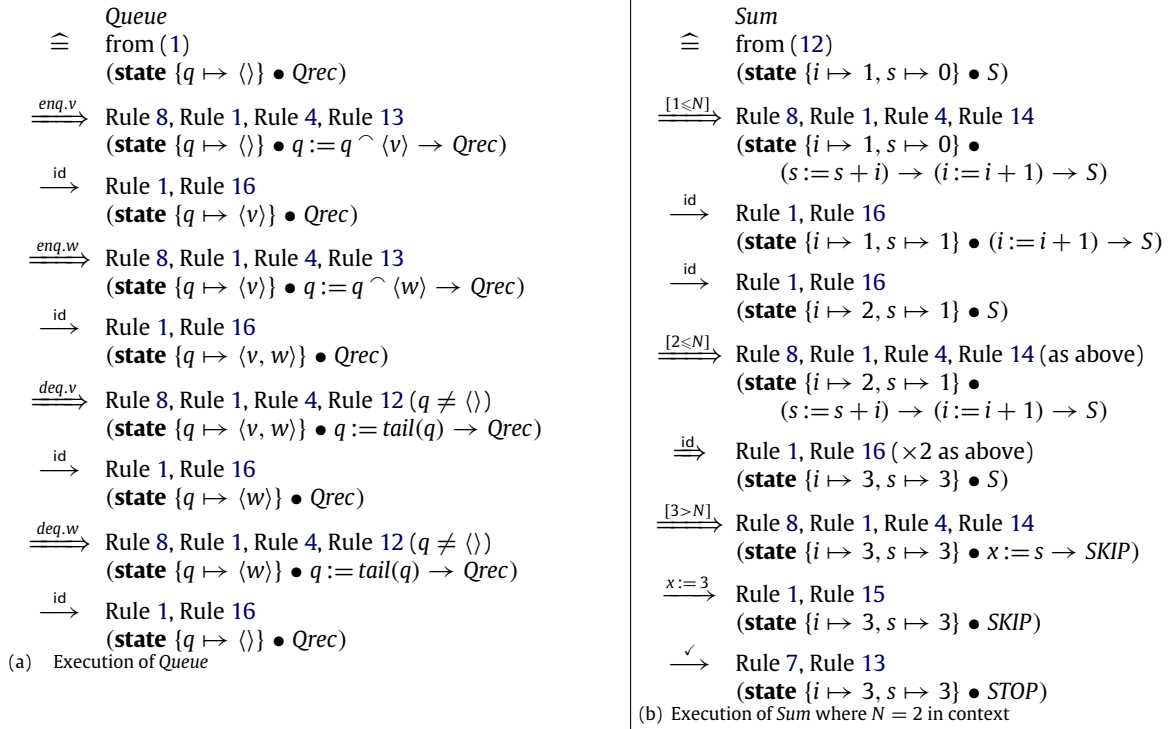 Queue
≙ from (1)
(state {q ↦ ⟨⟩} • Qrec)
enq.v
⟹ Rule 8, Rule 1, Rule 4, Rule 13
(state {q ↦ ⟨⟩} • q := q ⌢ ⟨v⟩ → Qrec)
id
⟶ Rule 1, Rule 16
(state {q ↦ ⟨v⟩} • Qrec)
enq.w
⟹ Rule 8, Rule 1, Rule 4, Rule 13
(state {q ↦ ⟨v⟩} • q := q ⌢ ⟨w⟩ → Qrec)
id
⟶ Rule 1, Rule 16
(state {q ↦ ⟨v, w⟩} • Qrec)
deq.v
⟹ Rule 8, Rule 1, Rule 4, Rule 12 (q ≠ ⟨⟩)
(state {q ↦ ⟨v, w⟩} • q := tail(q) → Qrec)
id
⟶ Rule 1, Rule 16
(state {q ↦ ⟨w⟩} • Qrec)
deq.w
⟹ Rule 8, Rule 1, Rule 4, Rule 12 (q ≠ ⟨⟩)
(state {q ↦ ⟨w⟩} • q := tail(q) → Qrec)
id
⟶ Rule 1, Rule 16
(state {q ↦ ⟨⟩} • Qrec)
(a) Execution of Queue
Sum
≙ from (12)
(state {i ↦ 1, s ↦ 0} • S)
[1⩽N]
⟹ Rule 8, Rule 1, Rule 4, Rule 14
(state {i ↦ 1, s ↦ 0} •
(s := s + i) → (i := i + 1) → S)
id
⟶ Rule 1, Rule 16
(state {i ↦ 1, s ↦ 1} • (i := i + 1) → S)
id
⟶ Rule 1, Rule 16
(state {i ↦ 2, s ↦ 1} • S)
[2⩽N]
⟹ Rule 8, Rule 1, Rule 4, Rule 14 (as above)
(state {i ↦ 2, s ↦ 1} •
(s := s + i) → (i := i + 1) → S)
id
⟹ Rule 1, Rule 16 (×2 as above)
(state {i ↦ 3, s ↦ 3} • S)
[3>N]
⟹ Rule 8, Rule 1, Rule 4, Rule 14
(state {i ↦ 3, s ↦ 3} • x := s → SKIP)
x := 3
⟶ Rule 1, Rule 15
(state {i ↦ 3, s ↦ 3} • SKIP)
✓
⟶ Rule 7, Rule 13
(state {i ↦ 3, s ↦ 3} • STOP)
(b) Execution of Sum where N = 2 in context